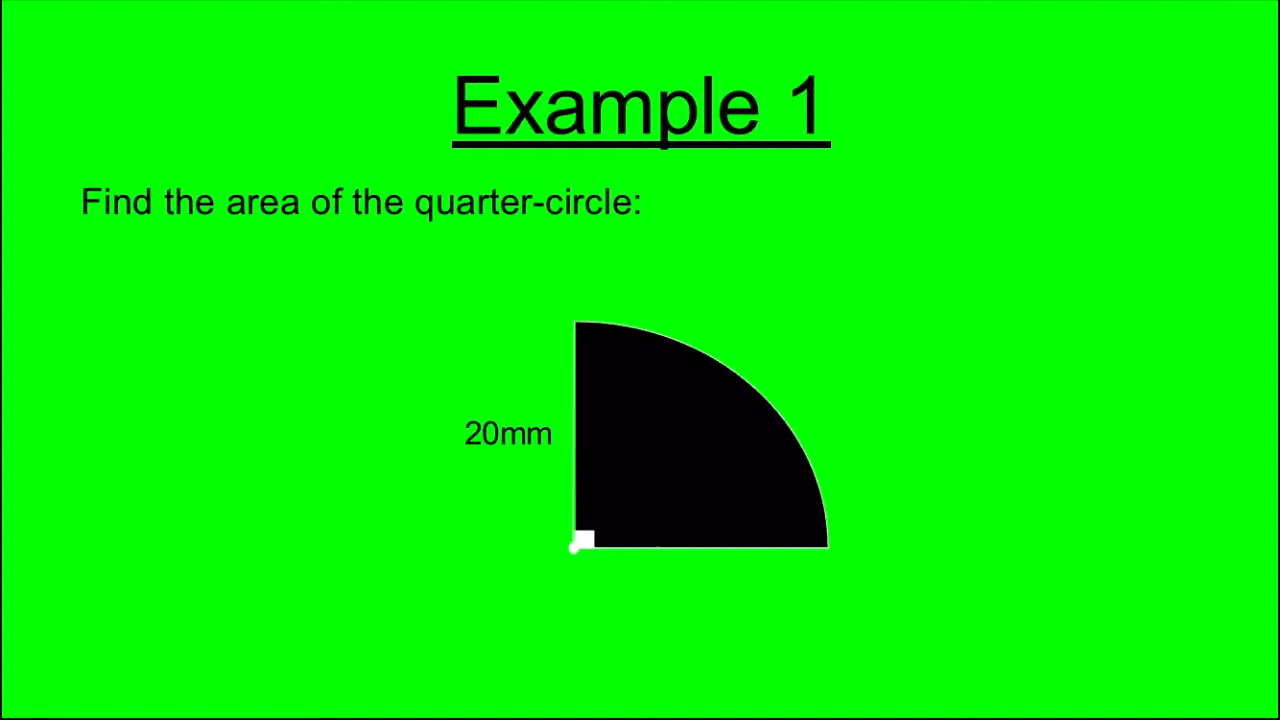 Example 1
Find the area of the quarter-circle:
20mm